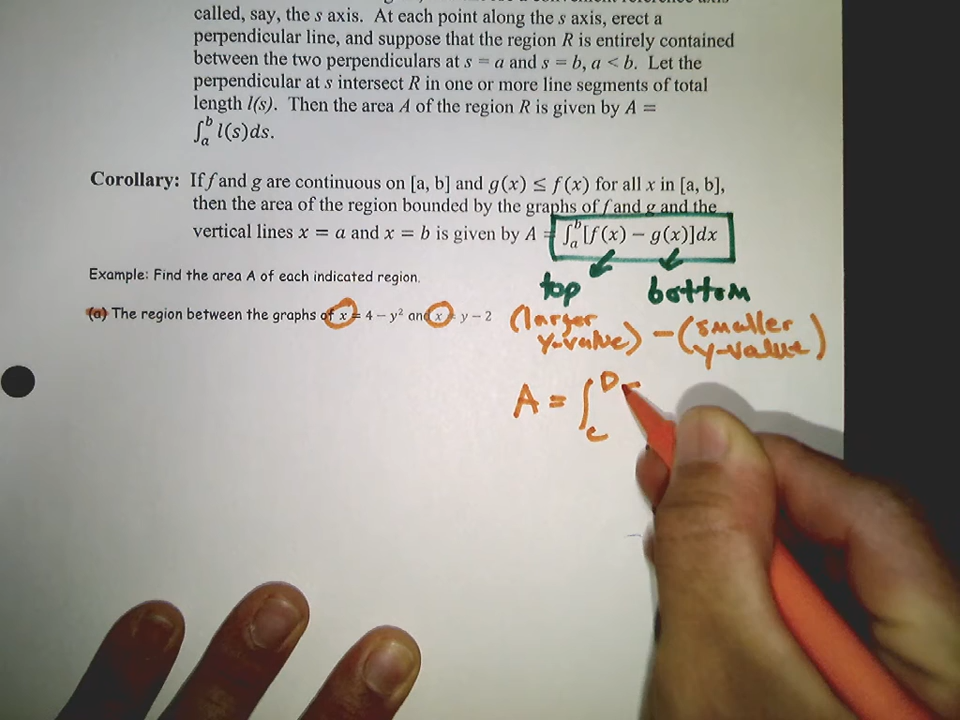 called, say, the s axis. At each point along the s axis, erect a
perpendicular line, and suppose that the region R is entirely contained
between the two perpendiculars at s = a and s = b, a < b. Let the
perpendicular at s intersect R in one or more line segments of total
length l(s). Then the area A of the region R is given by A =
∫ₐᵇ l(s)ds.
Corollary: If f and g are continuous on [a, b] and g(x) ≤ f(x) for all x in [a, b],
then the area of the region bounded by the graphs of f and g and the
vertical lines x = a and x = b is given by A = ∫ₐᵇ[f(x) − g(x)]dx
top bottom
Example: Find the area A of each indicated region.
(a) The region between the graphs of x = 4 − y² and x = y − 2
(larger y-value) − (smaller y-value)
A = ∫